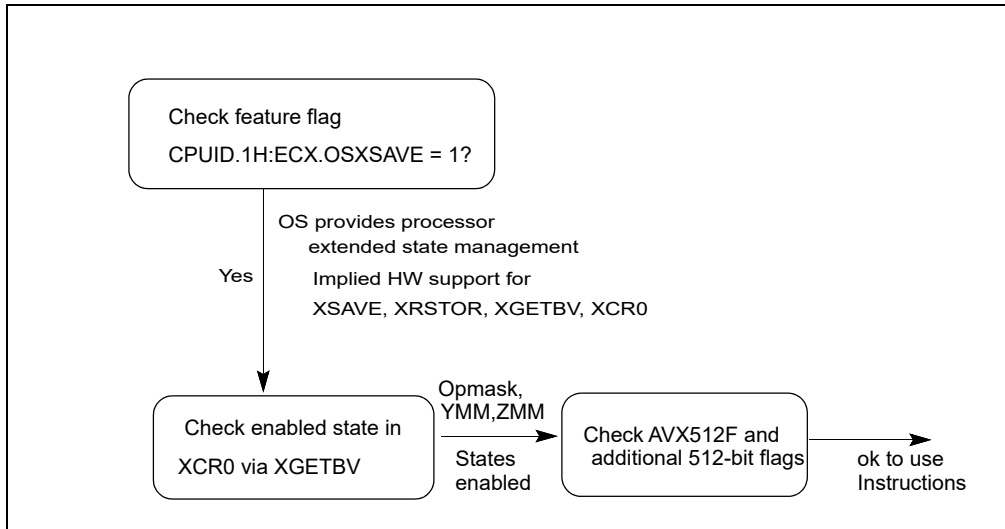 Check feature flag
CPUID.1H:ECX.OSXSAVE = 1?
OS provides processor
extended state management
Yes
Implied HW support for
XSAVE, XRSTOR, XGETBV, XCR0
Check enabled state in
XCR0 via XGETBV
Opmask,
YMM,ZMM
States
enabled
Check AVX512F and
additional 512-bit flags
ok to use
Instructions